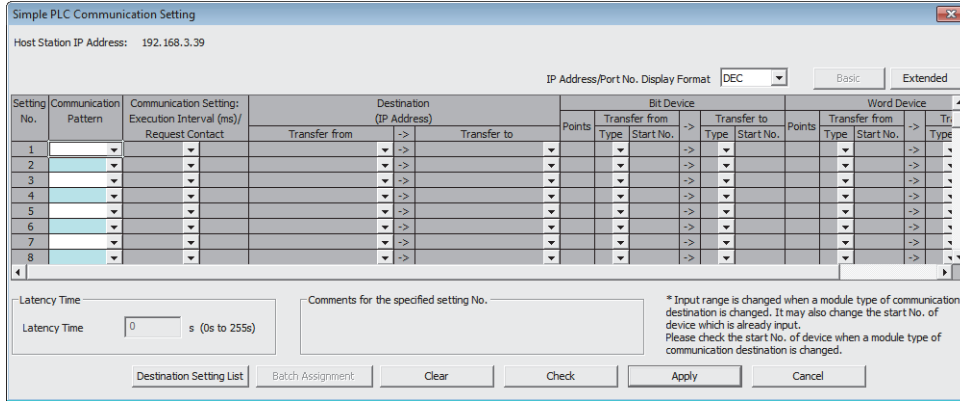 Simple PLC Communication Setting
Host Station IP Address: 192.168.3.39
IP Address/Port No. Display Format DEC Basic Extended
Setting No. Communication Pattern Communication Setting: Execution Interval (ms)/ Request Contact Destination (IP Address) Bit Device Word Device
Transfer from -> Transfer to Points Transfer from -> Transfer to Points Transfer from ->
Type Start No. Type Start No. Type Start No. Type
1 -> -> ->
2 -> -> ->
3 -> -> ->
4 -> -> ->
5 -> -> ->
6 -> -> ->
7 -> -> ->
8 -> -> ->
Latency Time
Latency Time 0 s (0s to 255s)
Comments for the specified setting No.
* Input range is changed when a module type of communication
destination is changed. It may also change the start No. of
device which is already input.
Please check the start No. of device when a module type of
communication destination is changed.
Destination Setting List Batch Assignment Clear Check Apply Cancel